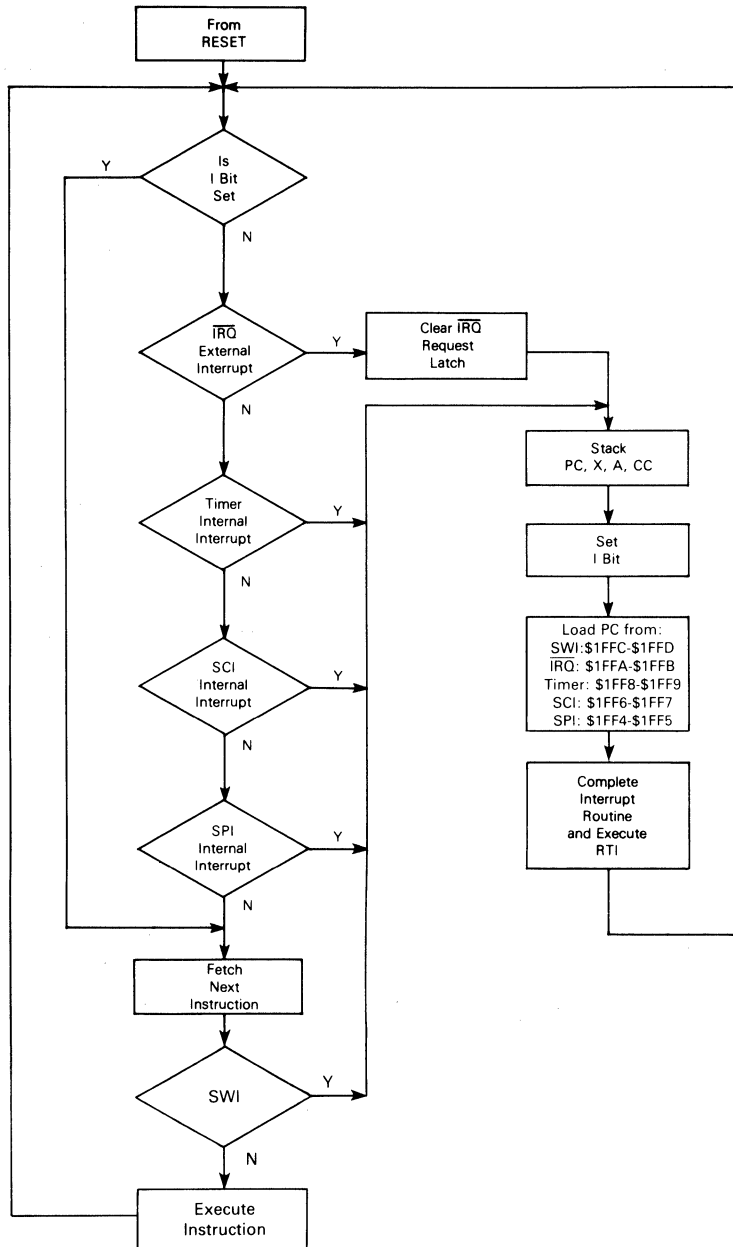 From
RESET
Is
I Bit
Set
Y
N
IRQ
External
Interrupt
Y
N
Clear IRQ
Request
Latch
Stack
PC, X, A, CC
Timer
Internal
Interrupt
Y
N
Set
I Bit
Load PC from:
SWI:$1FFC-$1FFD
IRQ: $1FFA-$1FFB
Timer: $1FF8-$1FF9
SCI: $1FF6-$1FF7
SPI: $1FF4-$1FF5
SCI
Internal
Interrupt
Y
N
Complete
Interrupt
Routine
and Execute
RTI
SPI
Internal
Interrupt
Y
N
Fetch
Next
Instruction
SWI
Y
N
Execute
Instruction